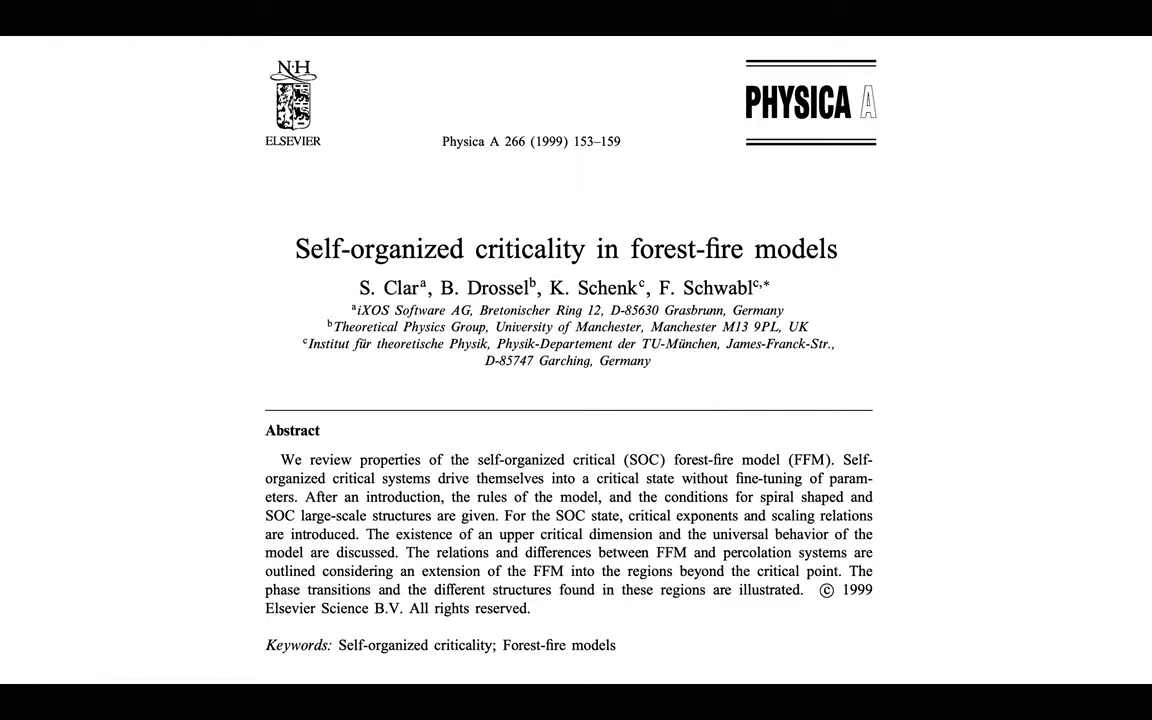 N·H
ELSEVIER
Physica A 266 (1999) 153–159
PHYSICA A
Self-organized criticality in forest-fire models
S. Clarᵃ, B. Drosselᵇ, K. Schenkᶜ, F. Schwablᶜ,*
ᵃiXOS Software AG, Bretonischer Ring 12, D-85630 Grasbrunn, Germany
ᵇTheoretical Physics Group, University of Manchester, Manchester M13 9PL, UK
ᶜInstitut für theoretische Physik, Physik-Departement der TU-München, James-Franck-Str.,
D-85747 Garching, Germany
Abstract
We review properties of the self-organized critical (SOC) forest-fire model (FFM). Self-
organized critical systems drive themselves into a critical state without fine-tuning of param-
eters. After an introduction, the rules of the model, and the conditions for spiral shaped and
SOC large-scale structures are given. For the SOC state, critical exponents and scaling relations
are introduced. The existence of an upper critical dimension and the universal behavior of the
model are discussed. The relations and differences between FFM and percolation systems are
outlined considering an extension of the FFM into the regions beyond the critical point. The
phase transitions and the different structures found in these regions are illustrated. © 1999
Elsevier Science B.V. All rights reserved.
Keywords: Self-organized criticality; Forest-fire models